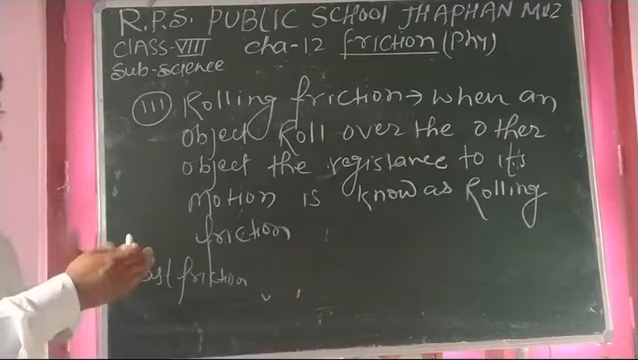 R.P.S. PUBLIC SCHOOL JHAPHAN MUZ
CLASS-VIII cha-12 friction (Phy)
Sub-science
(III) Rolling friction → when an
object Roll over the other
object the registance to it's
motion is know as Rolling
friction
friction